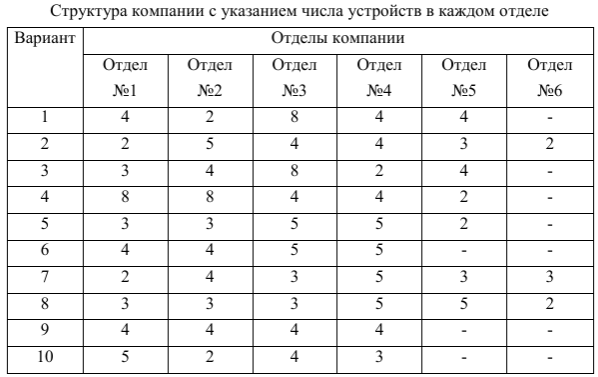 Структура компании с указанием числа устройств в каждом отделе
Вариант Отделы компании
Отдел №1 Отдел №2 Отдел №3 Отдел №4 Отдел №5 Отдел №6
1 4 2 8 4 4 -
2 2 5 4 4 3 2
3 3 4 8 2 4 -
4 8 8 4 4 2 -
5 3 3 5 5 2 -
6 4 4 5 5 - -
7 2 4 3 5 3 3
8 3 3 3 5 5 2
9 4 4 4 4 - -
10 5 2 4 3 - -